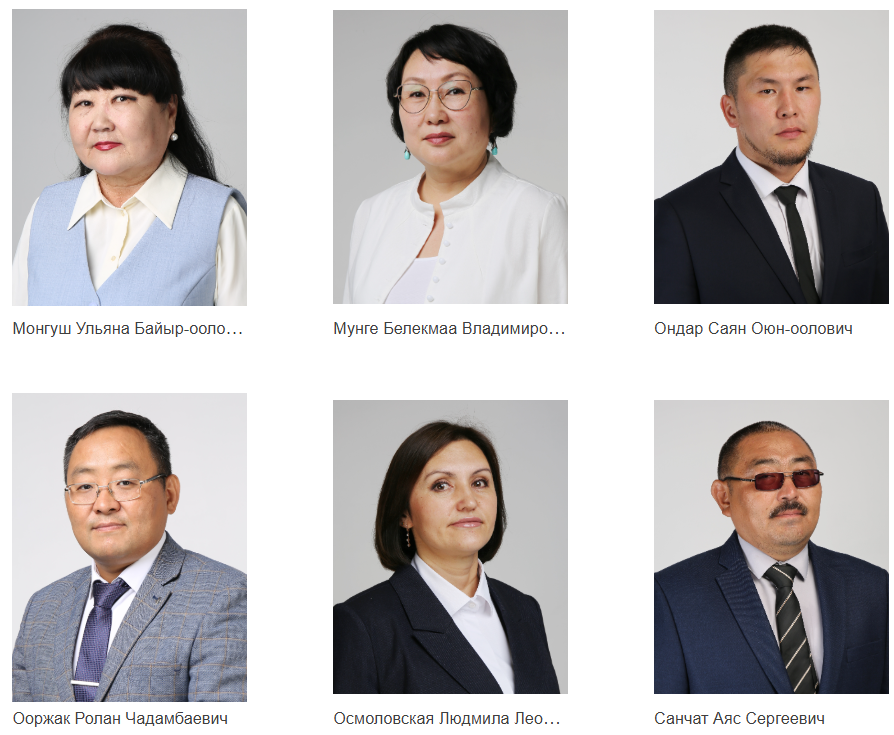 Монгуш Ульяна Байыр-ооло...
Мунге Белекмаа Владимиро...
Ондар Саян Оюн-оолович
Ооржак Ролан Чадамбаевич
Осмоловская Людмила Лео...
Санчат Аяс Сергеевич